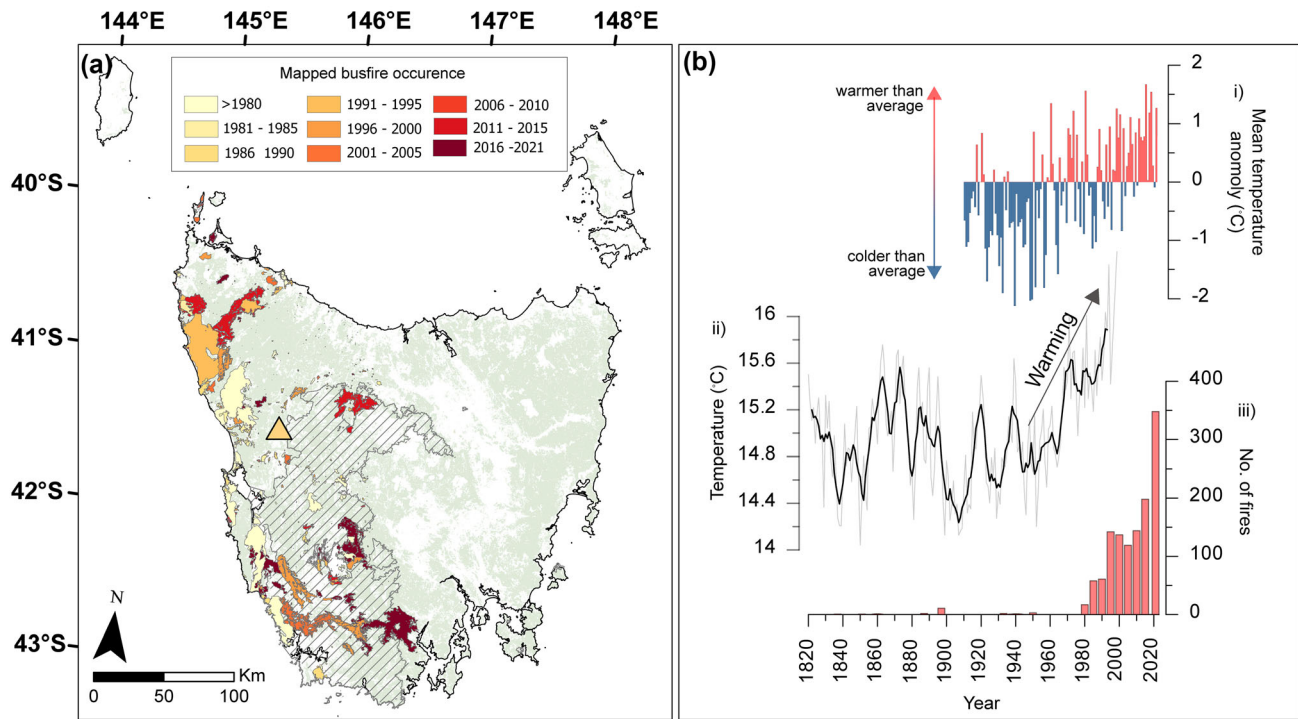 144°E 145°E 146°E 147°E 148°E
(a)
Mapped busfire occurence
>1980
1981 - 1985
1986 1990
1991 - 1995
1996 - 2000
2001 - 2005
2006 - 2010
2011 - 2015
2016 -2021
40°S
41°S
42°S
43°S
N
0 50 100 Km
(b)
warmer than
average
colder than
average
i)
2
1
0
-1
-2
Mean temperature
anomoly (°C)
ii)
16
15.6
15.2
14.8
14.4
14
Temperature (°C)
Warming
iii)
400
300
200
100
0
No. of fires
1820 1840 1860 1880 1900 1920 1940 1960 1980 2000 2020
Year